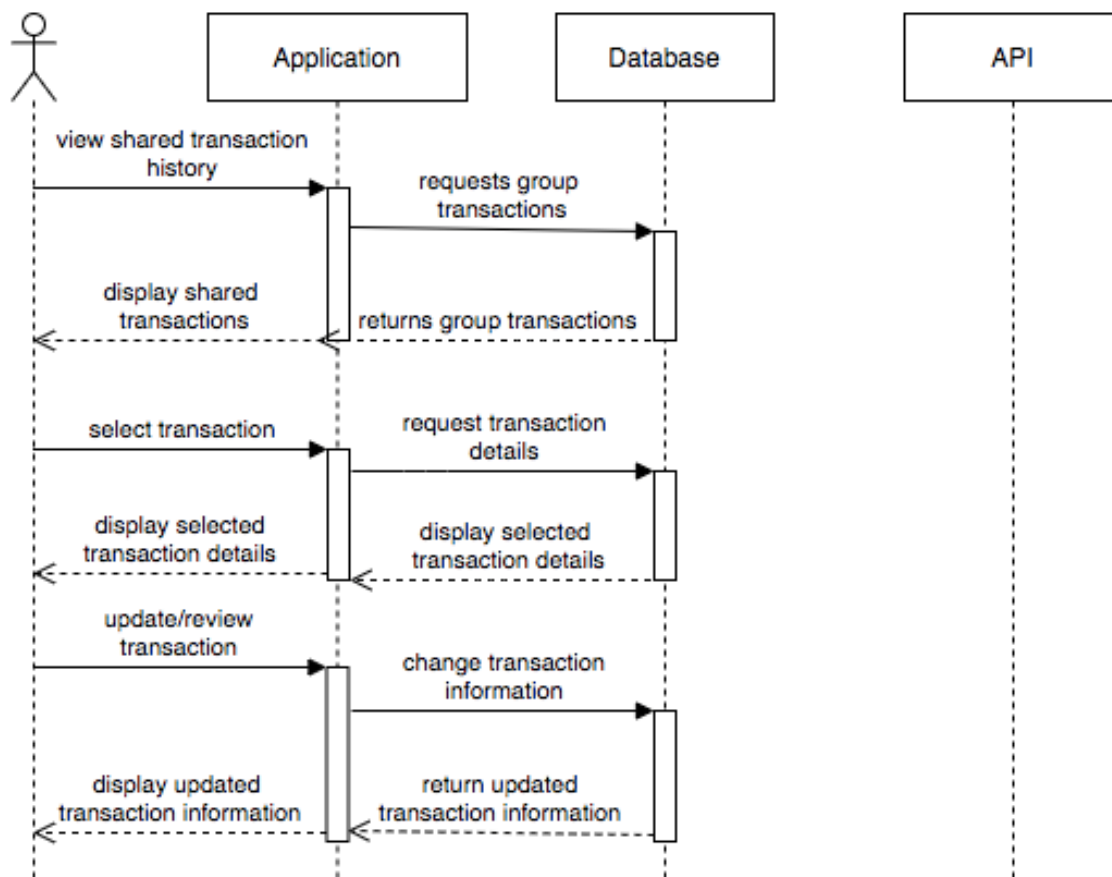 Application
Database
API
view shared transaction
history
requests group
transactions
display shared
transactions
returns group transactions
select transaction
request transaction
details
display selected
transaction details
display selected
transaction details
update/review
transaction
change transaction
information
display updated
transaction information
return updated
transaction information